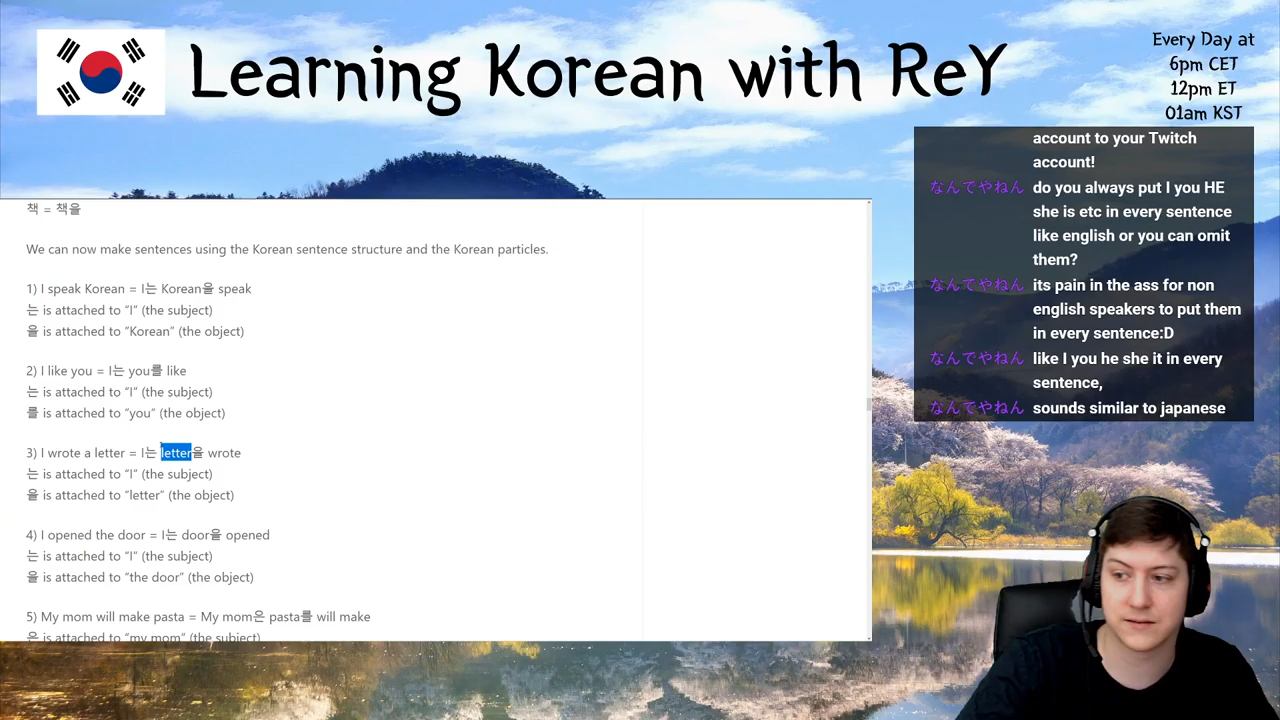 Learning Korean with ReY
Every Day at
6pm CET
12pm ET
01am KST
account to your Twitch
account!
なんでやねん do you always put I you HE
she is etc in every sentence
like english or you can omit
them?
なんでやねん its pain in the ass for non
english speakers to put them
in every sentence:D
なんでやねん like I you he she it in every
sentence,
なんでやねん sounds similar to japanese
책 = 책을
We can now make sentences using the Korean sentence structure and the Korean particles.
1) I speak Korean = I는 Korean을 speak
는 is attached to “I” (the subject)
을 is attached to “Korean” (the object)
2) I like you = I는 you를 like
는 is attached to “I” (the subject)
를 is attached to “you” (the object)
3) I wrote a letter = I는 letter을 wrote
는 is attached to “I” (the subject)
을 is attached to “letter” (the object)
4) I opened the door = I는 door을 opened
는 is attached to “I” (the subject)
을 is attached to “the door” (the object)
5) My mom will make pasta = My mom은 pasta를 will make
은 is attached to “my mom” (the subject)